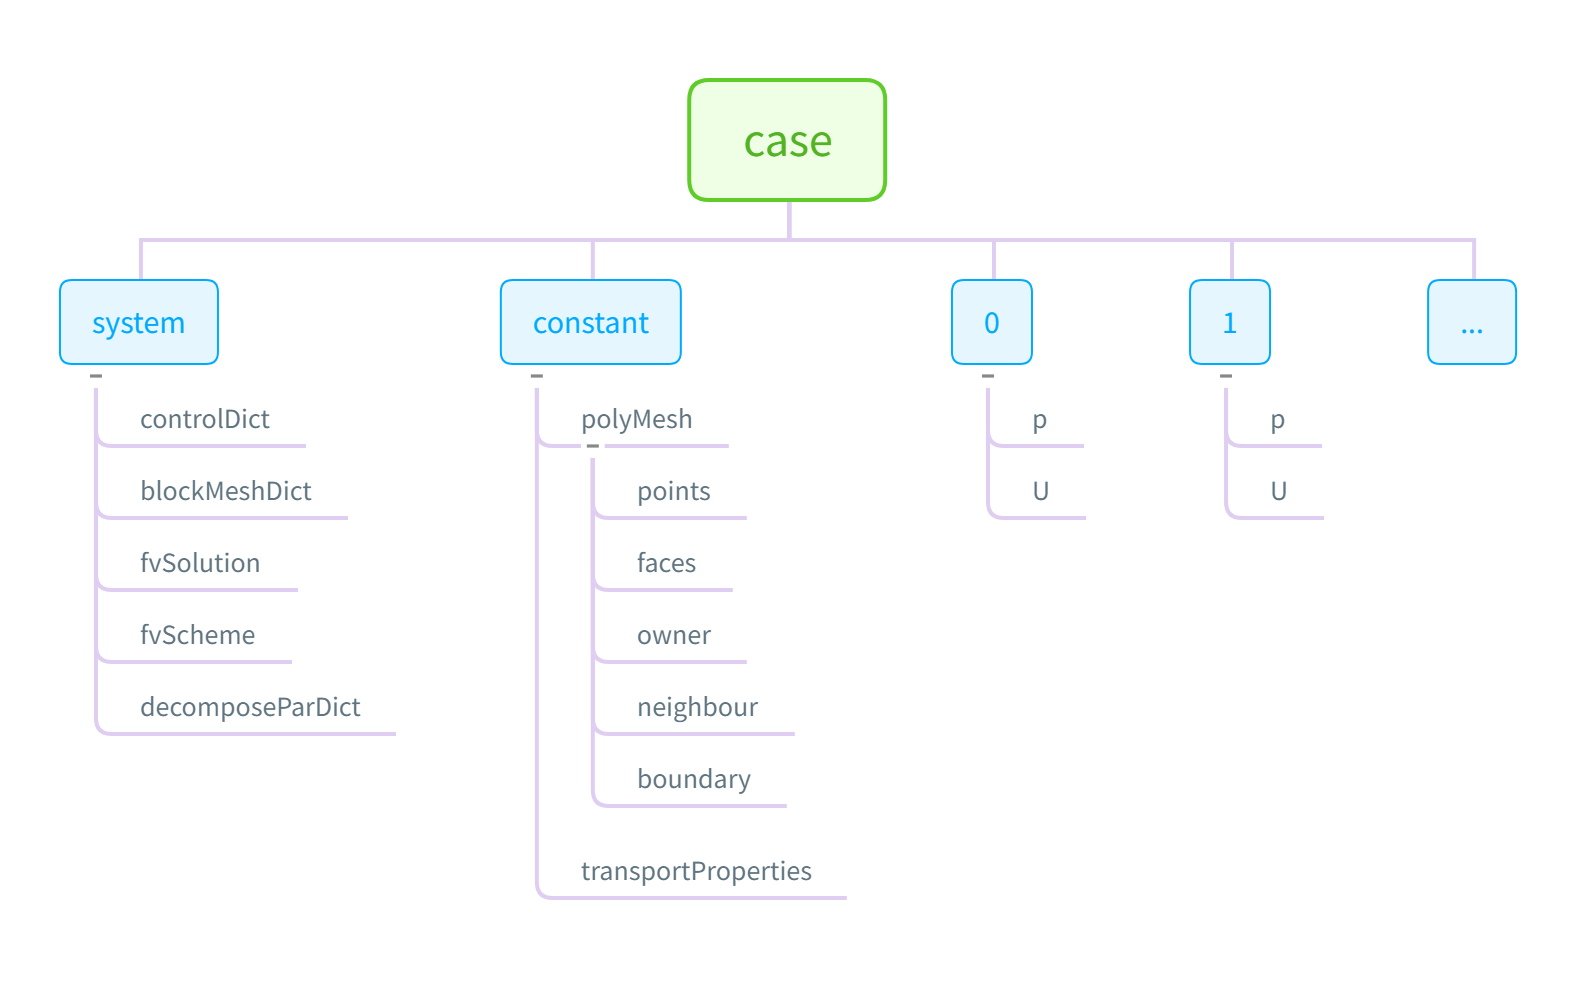 case
system
controlDict
blockMeshDict
fvSolution
fvScheme
decomposeParDict
constant
polyMesh
points
faces
owner
neighbour
boundary
transportProperties
0
p
U
1
p
U
...